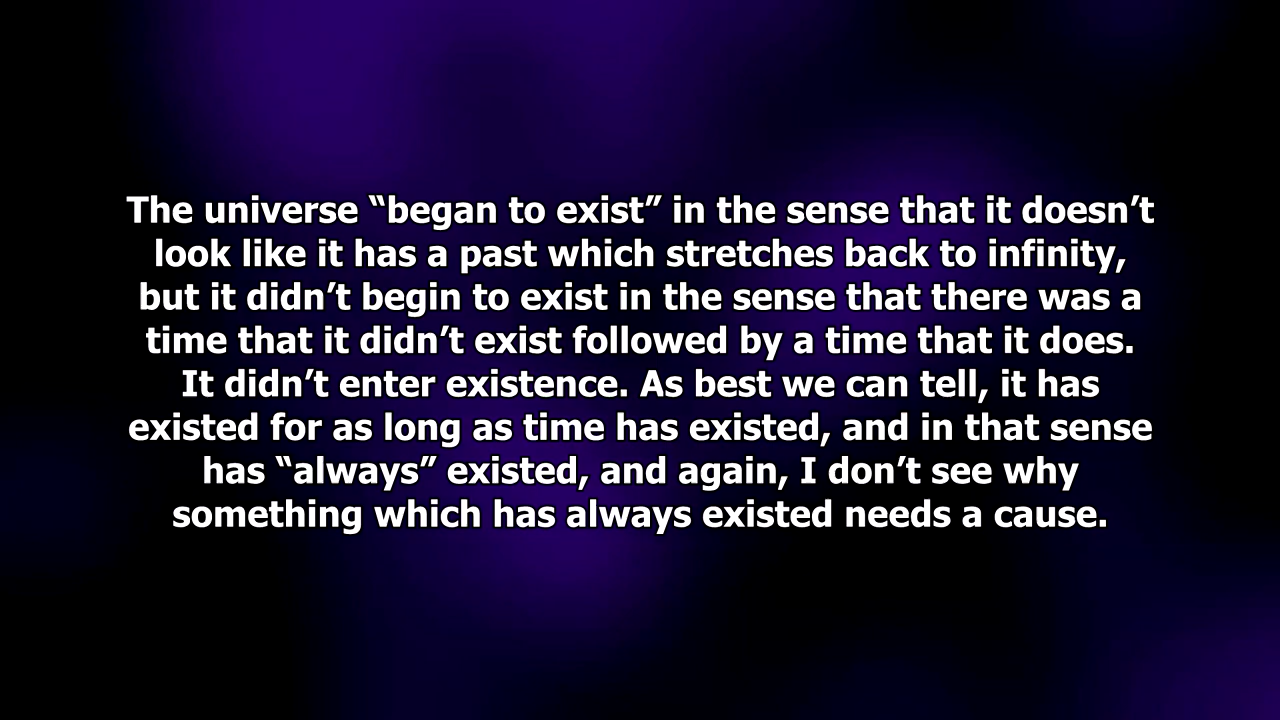 The universe “began to exist” in the sense that it doesn’t
look like it has a past which stretches back to infinity,
but it didn’t begin to exist in the sense that there was a
time that it didn’t exist followed by a time that it does.
It didn’t enter existence. As best we can tell, it has
existed for as long as time has existed, and in that sense
has “always” existed, and again, I don’t see why
something which has always existed needs a cause.